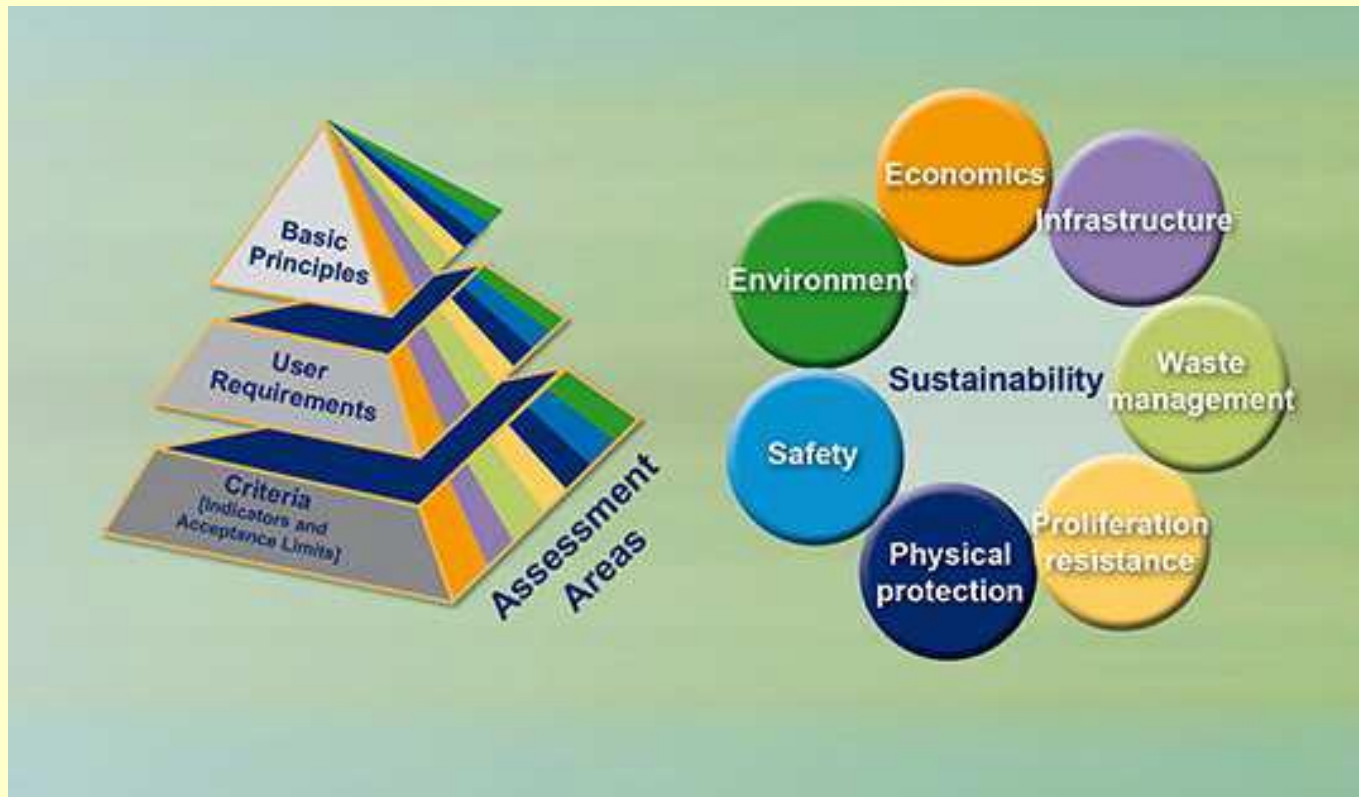 Basic
Principles
User
Requirements
Criteria
[Indicators and
Acceptance Limits]
Assessment
Areas
Economics
Infrastructure
Environment
Sustainability
Waste
management
Safety
Proliferation
resistance
Physical
protection